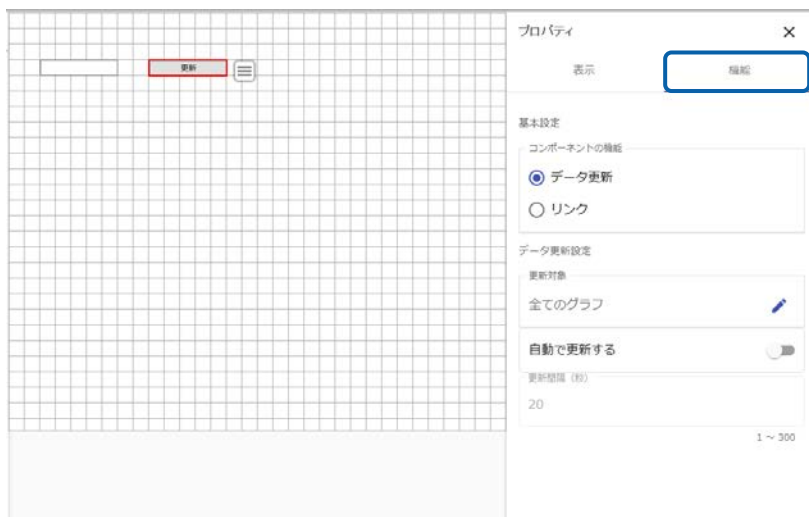 更新
プロパティ
表示
機能
基本設定
コンポーネントの機能
データ更新
リンク
データ更新設定
更新対象
全てのグラフ
自動で更新する
更新間隔（秒）
20
1 ~ 300